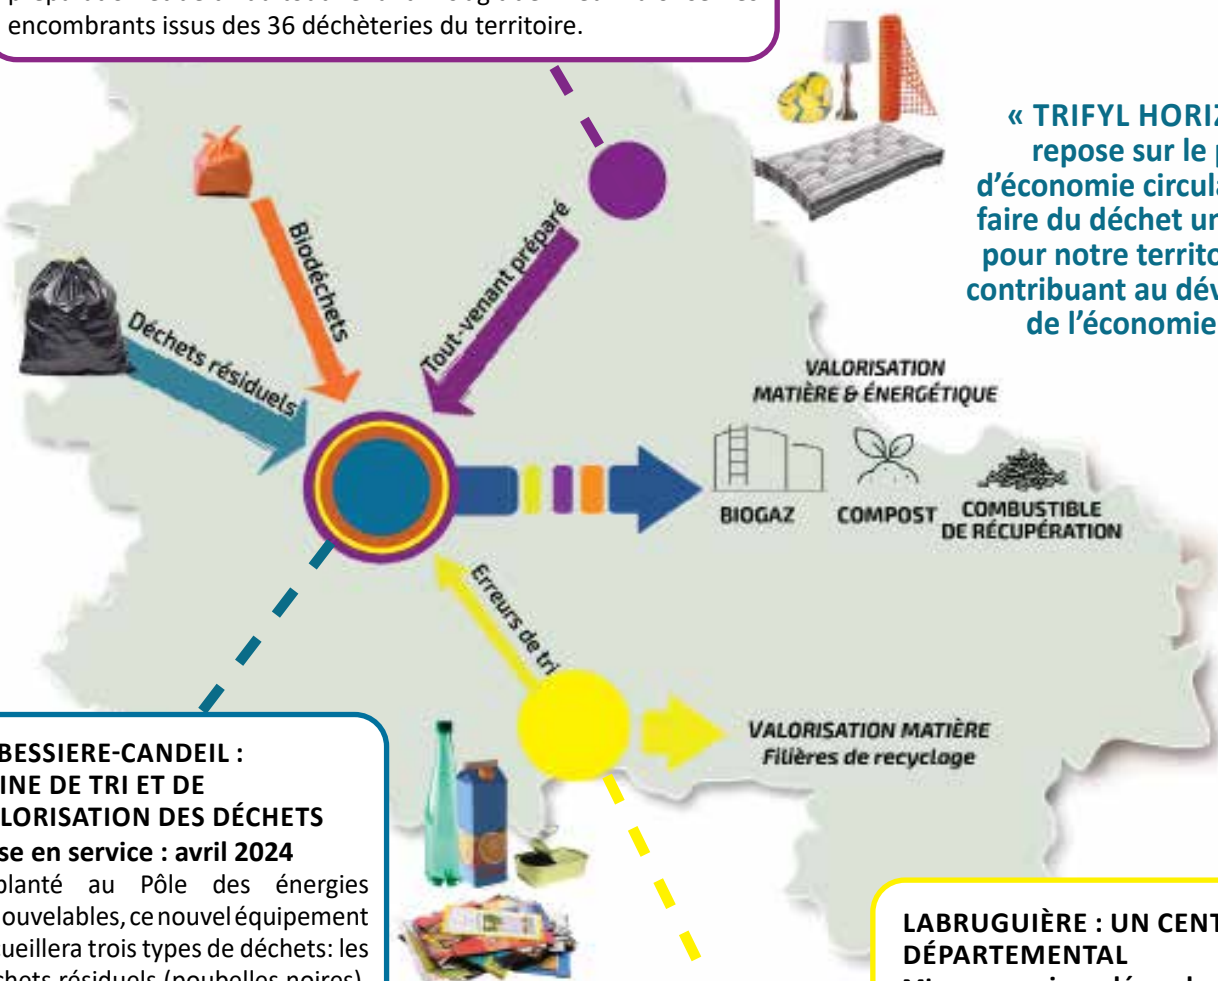 encombrants issus des 36 déchèteries du territoire.
« TRIFYL HORIZ
repose sur le p
d'économie circula
faire du déchet un
pour notre territo
contribuant au dév
de l'économie
Biodéchets
Tout-venant préparé
Déchets résiduels
VALORISATION
MATIÈRE & ÉNERGÉTIQUE
BIOGAZ
COMPOST
COMBUSTIBLE
DE RÉCUPÉRATION
Erreurs de tri
VALORISATION MATIÈRE
Filières de recyclage
BESSIERE-CANDEIL :
INE DE TRI ET DE
LORISATION DES DÉCHETS
se en service : avril 2024
planté au Pôle des énergies
ouvelables, ce nouvel équipement
ueillera trois types de déchets: les
chets résiduels (poubelles noires),
LABRUGUIÈRE : UN CENT
DÉPARTEMENTAL